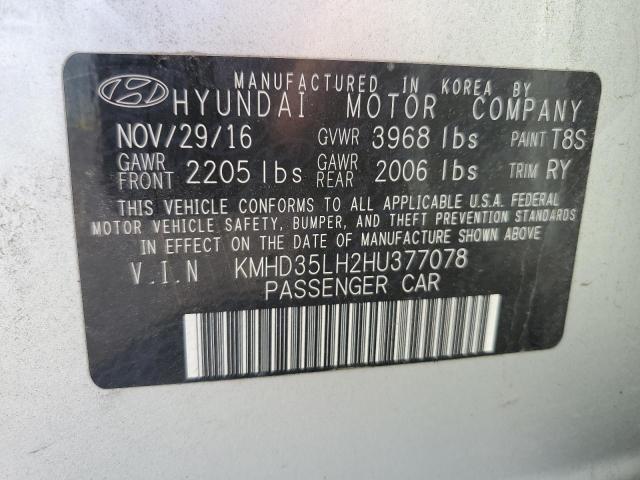 MANUFACTURED IN KOREA BY
HYUNDAI MOTOR COMPANY
NOV/29/16 GVWR 3968 lbs PAINT T8S
GAWR FRONT 2205 lbs GAWR REAR 2006 lbs TRIM RY
THIS VEHICLE CONFORMS TO ALL APPLICABLE U.S.A. FEDERAL
MOTOR VEHICLE SAFETY, BUMPER, AND THEFT PREVENTION STANDARDS
IN EFFECT ON THE DATE OF MANUFACTURE SHOWN ABOVE
V.I.N KMHD35LH2HU377078
PASSENGER CAR